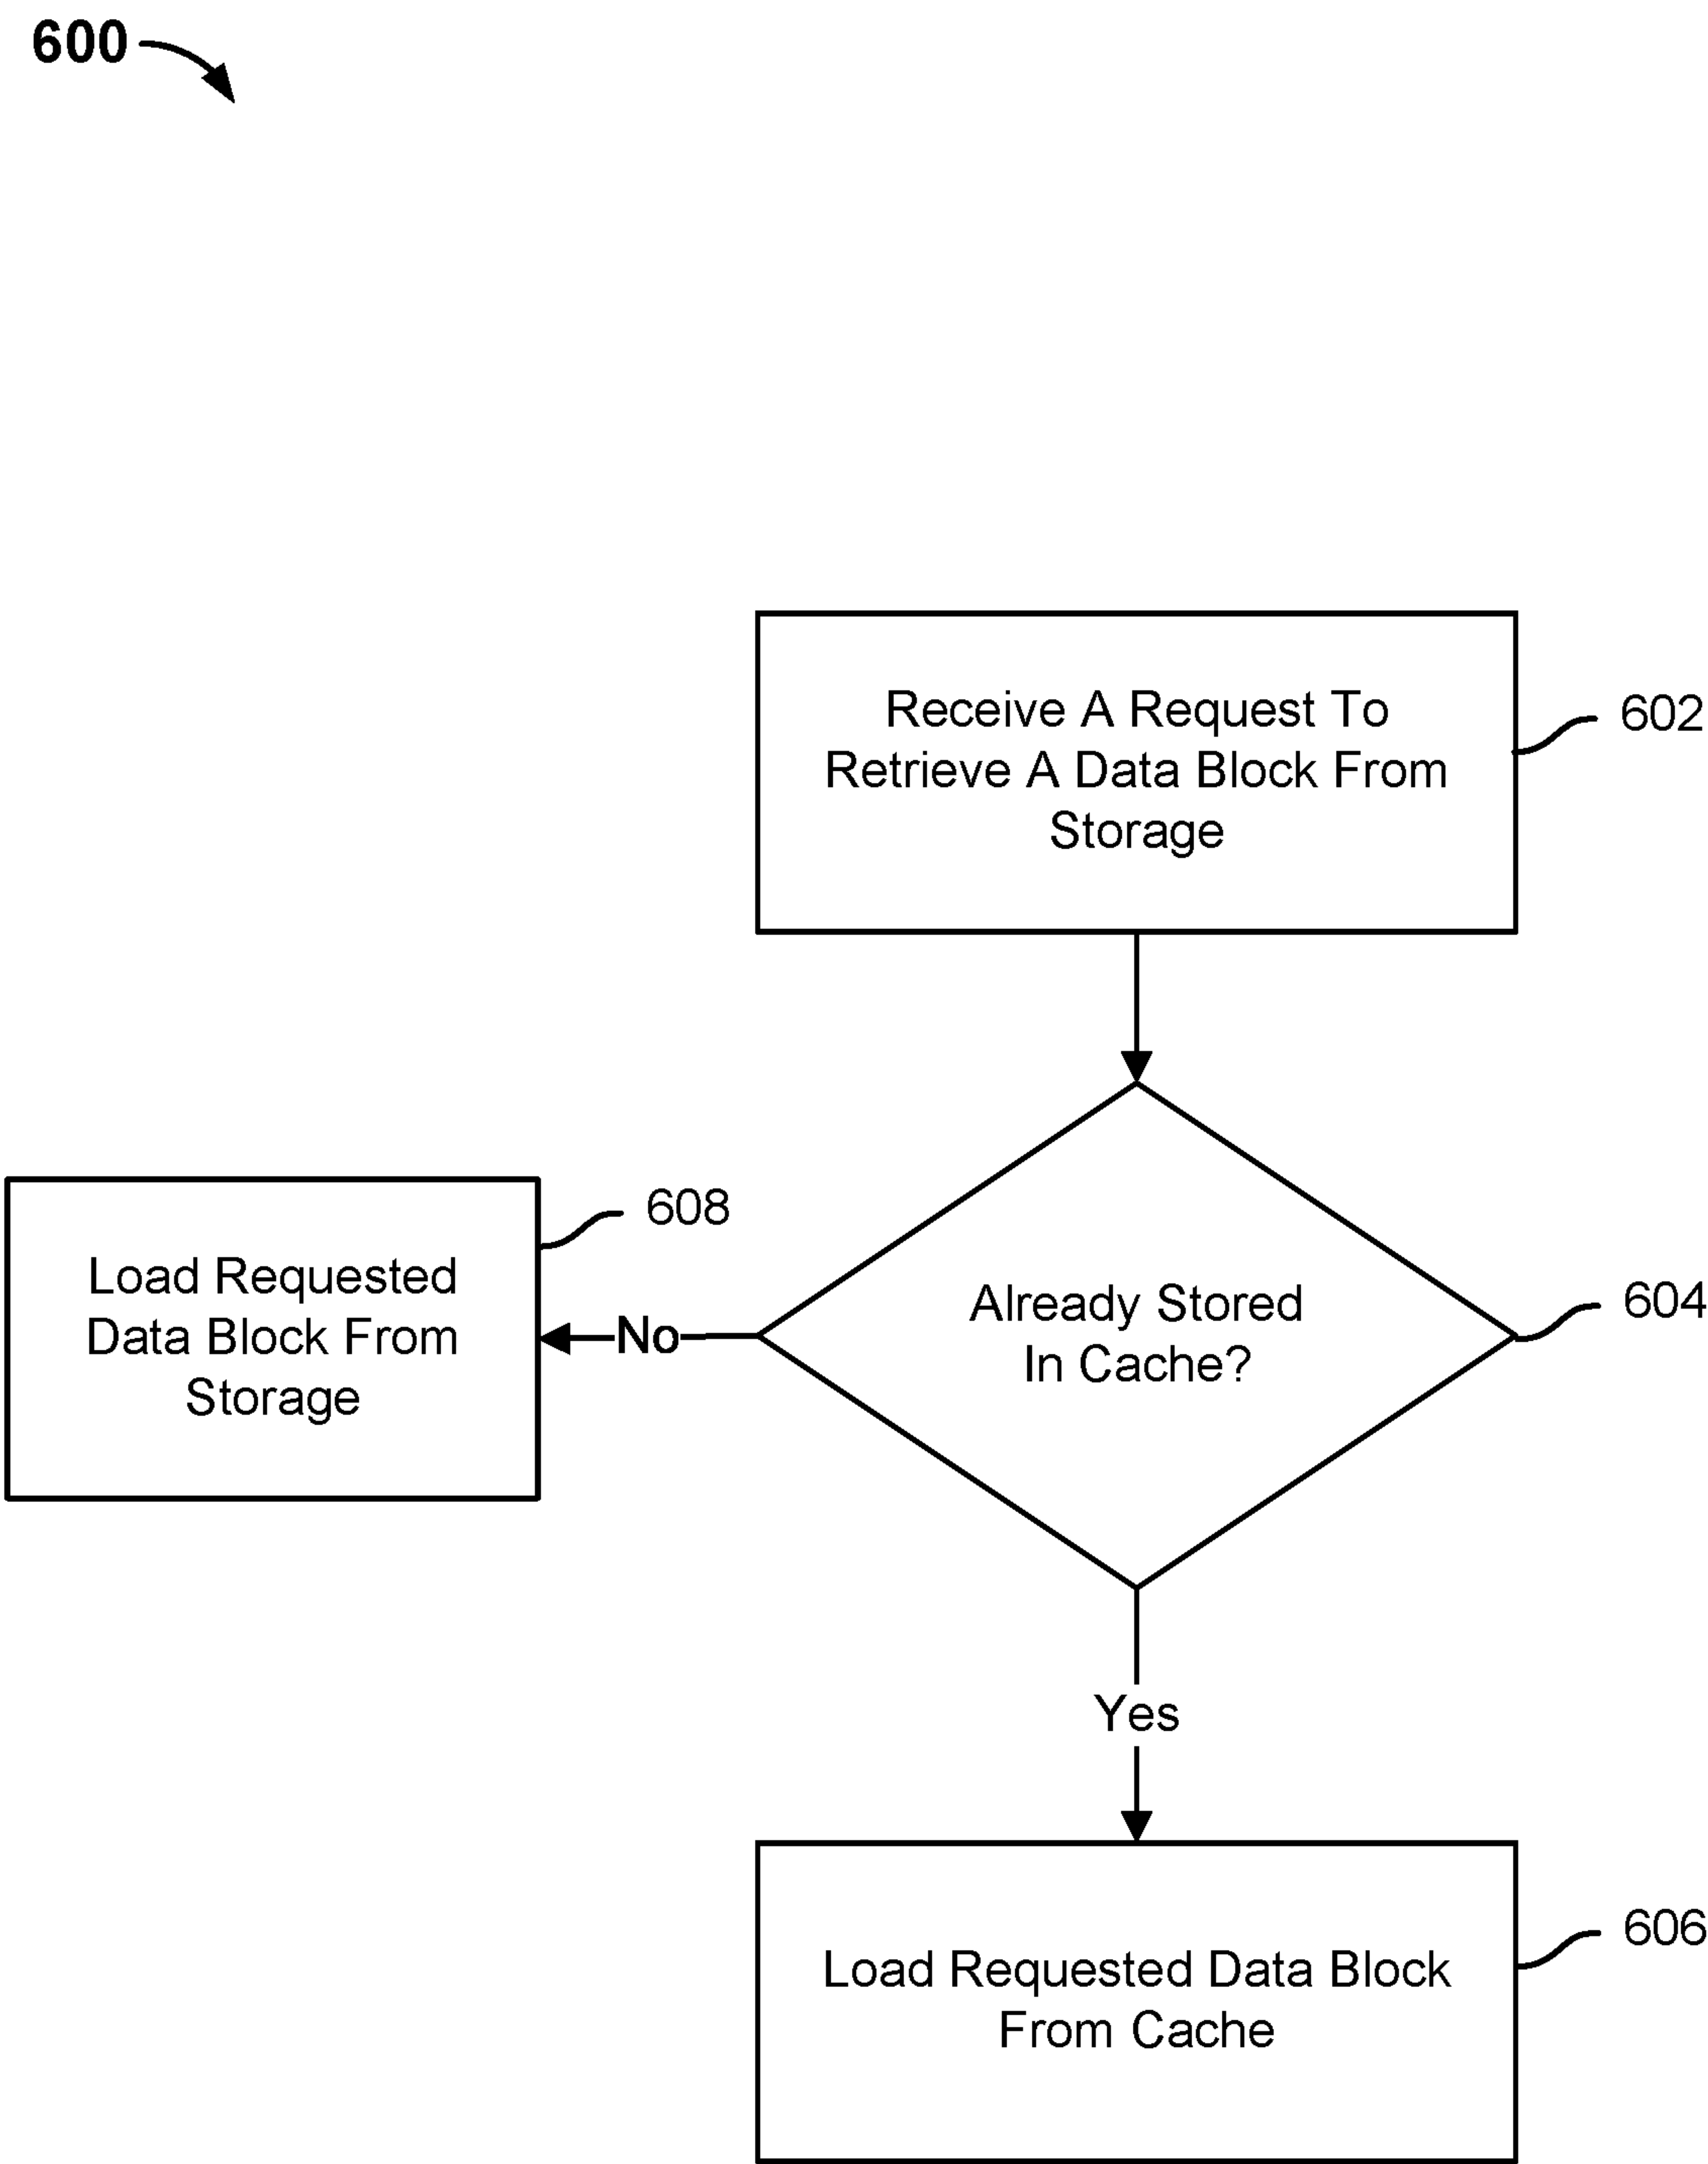 600
Receive A Request To
Retrieve A Data Block From
Storage
602
608
Load Requested
Data Block From
Storage
No
Already Stored
In Cache?
604
Yes
606
Load Requested Data Block
From Cache